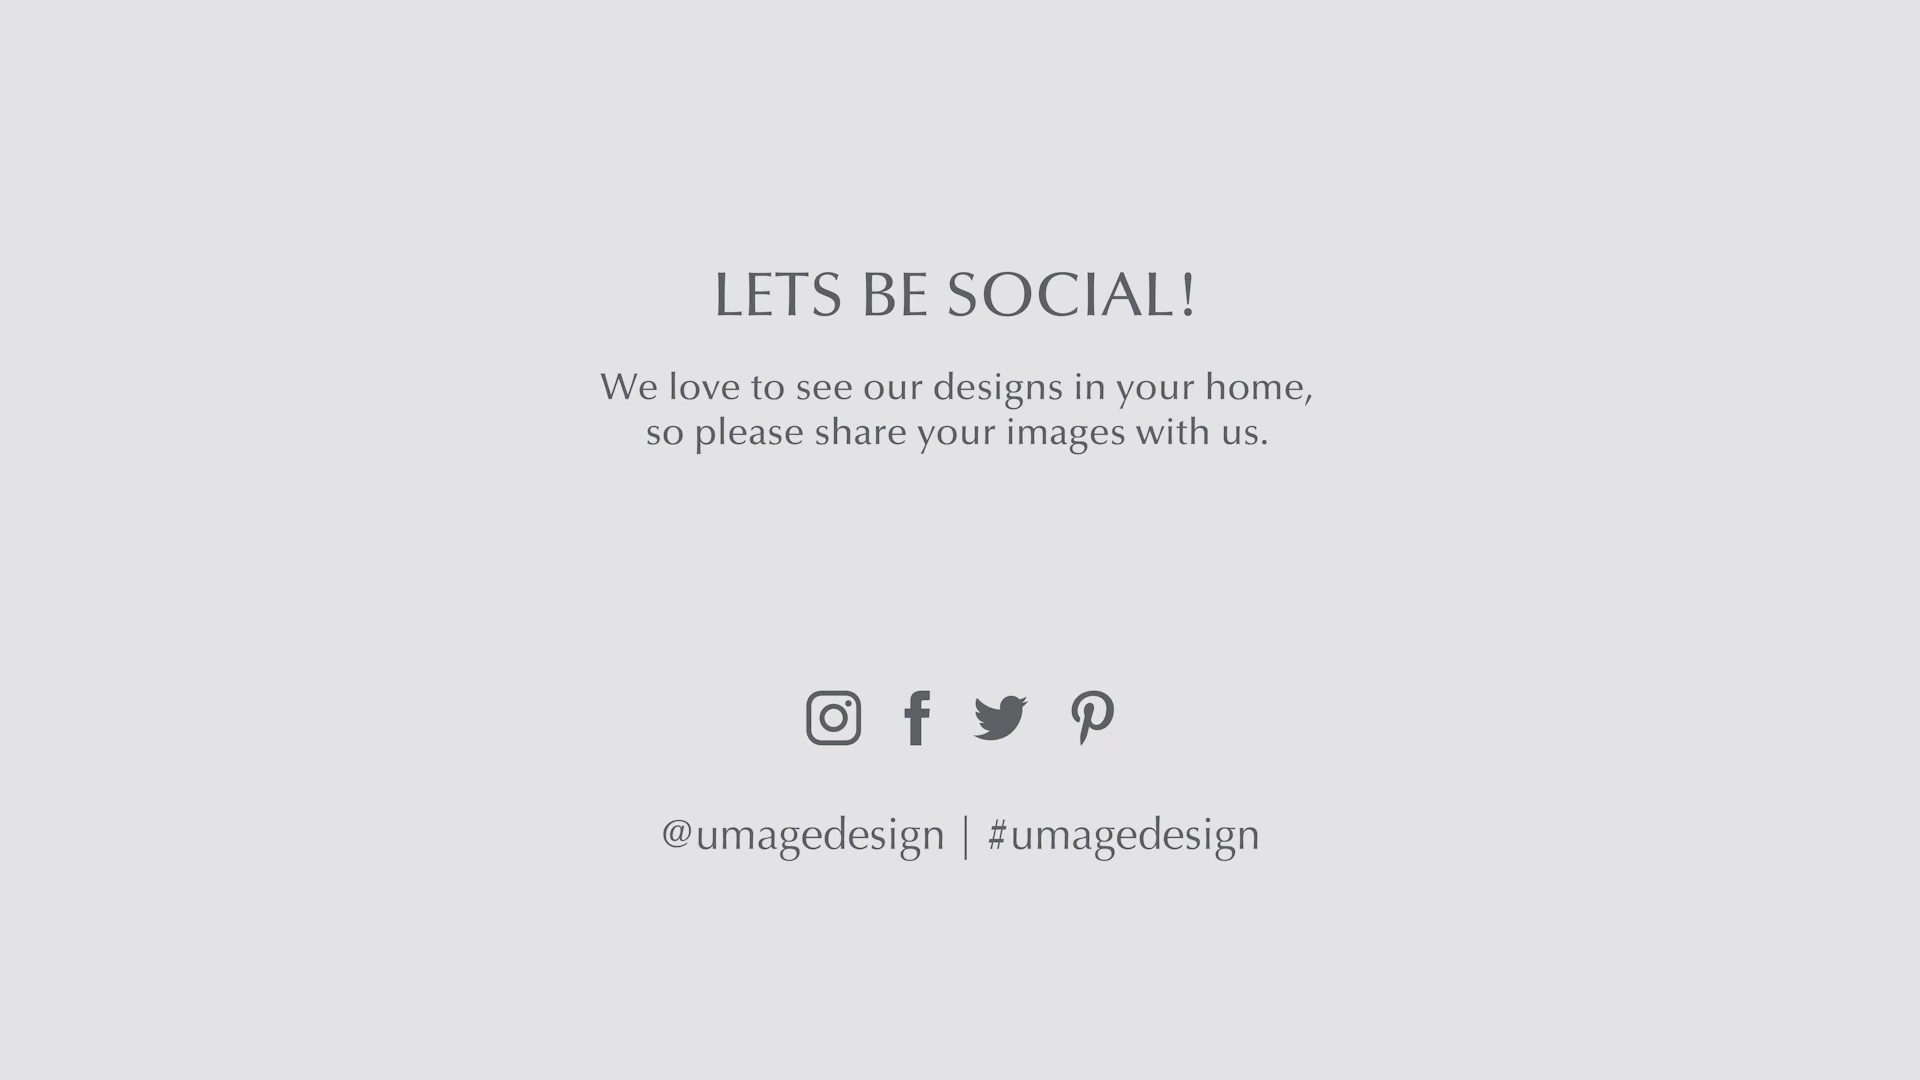 LETS BE SOCIAL!
We love to see our designs in your home,
so please share your images with us.
@umagedesign | #umagedesign